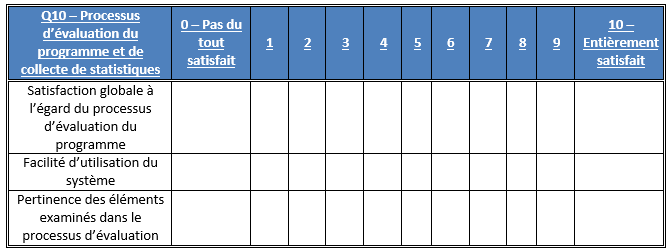 Q10 – Processus
d’évaluation du
programme et de
collecte de statistiques
0 – Pas du
tout
satisfait
1
2
3
4
5
6
7
8
9
10 –
Entièrement
satisfait
Satisfaction globale à
l’égard du processus
d’évaluation du
programme
Facilité d’utilisation du
système
Pertinence des éléments
examinés dans le
processus d’évaluation